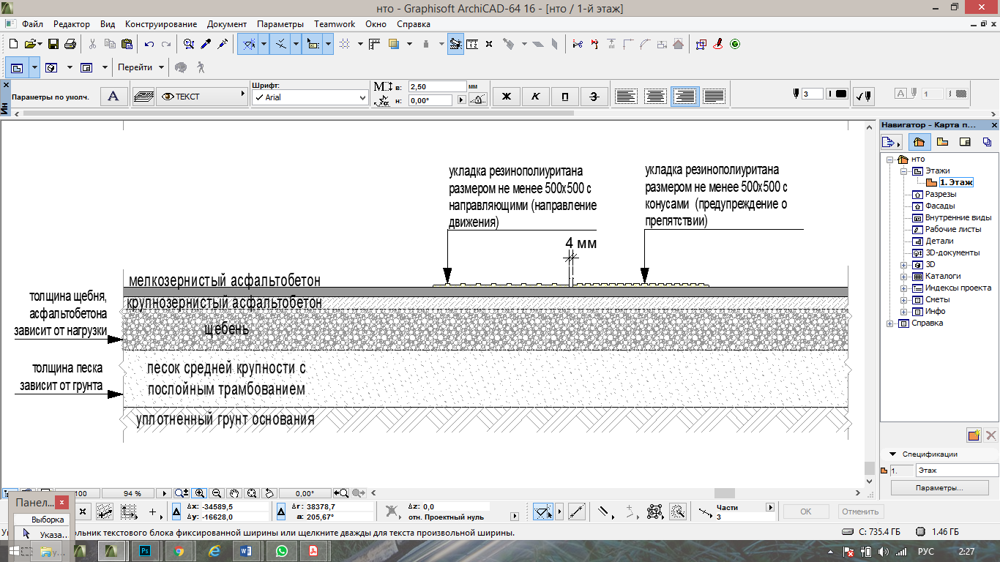 нто - Graphisoft ArchiCAD-64 16 - [нто / 1-й этаж]
Файл Редактор Вид Конструирование Документ Параметры Teamwork Окно Справка
Перейти
Параметры по умолч.
ТЕКСТ
Шрифт:
Arial
в: 2,50 мм
н: 0,00°
Ж К П З
3
1
Ин
укладка резинополиуритана
размером не менее 500х500 с
направляющими (направление
движения)
укладка резинополиуритана
размером не менее 500х500 с
конусами (предупреждение о
препятствии)
4 мм
мелкозернистый асфальтобетон
крупнозернистый асфальтобетон
щебень
песок средней крупности с
послойным трамбованием
уплотненный грунт основания
толщина щебня,
асфальтобетона
зависит от нагрузки
толщина песка
зависит от грунта
Навигатор - Карта п...
нто
Этажи
1. Этаж
Разрезы
Фасады
Внутренние виды
Рабочие листы
Детали
3D-документы
3D
Каталоги
Индексы проекта
Сметы
Инфо
Справка
Спецификации
1. Этаж
Параметры...
100
94 %
0,00°
Панел...
Выборка
Указа...
Δx: -34589,5
Δy: -16628,0
Δr: 38378,7
a: 205,67°
Δz: 0,0
отн. Проектный нуль
Части
3
OK
Отменить
ольник текстового блока фиксированной ширины или щелкните дважды для текста произвольной ширины.
C: 735.4 ГБ
1.46 ГБ
РУС
2:27